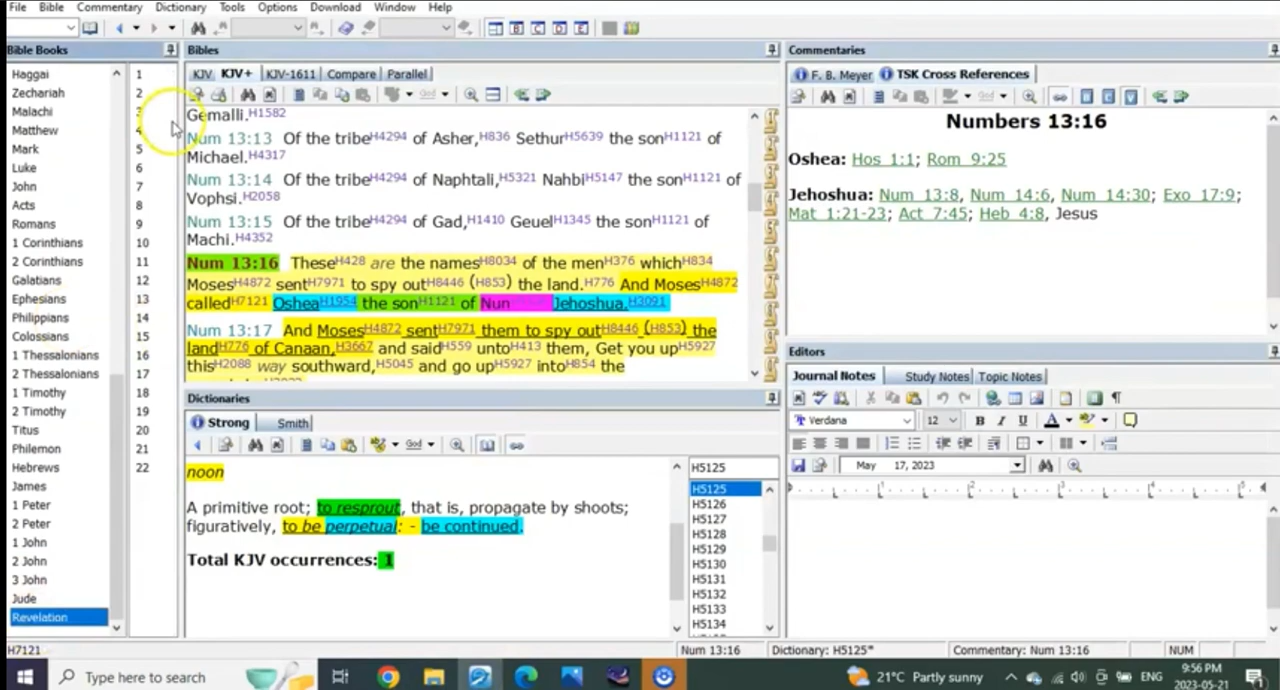 File Bible Commentary Dictionary Tools Options Download Window Help
Bible Books
Haggai
Zechariah
Malachi
Matthew
Mark
Luke
John
Acts
Romans
1 Corinthians
2 Corinthians
Galatians
Ephesians
Philippians
Colossians
1 Thessalonians
2 Thessalonians
1 Timothy
2 Timothy
Titus
Philemon
Hebrews
James
1 Peter
2 Peter
1 John
2 John
3 John
Jude
Revelation
1
2
3
4
5
6
7
8
9
10
11
12
13
14
15
16
17
18
19
20
21
22
Bibles
KJV KJV+ KJV-1611 Compare Parallel
Gemalli.H1582
Num 13:13 Of the tribeH4294 of Asher,H836 SethurH5639 the sonH1121 of
Michael.H4317
Num 13:14 Of the tribeH4294 of Naphtali,H5321 NahbiH5147 the sonH1121 of
Vophsi.H2058
Num 13:15 Of the tribeH4294 of Gad,H1410 GeuelH1345 the sonH1121 of
Machi.H4352
Num 13:16 TheseH428 are the namesH8034 of the menH376 whichH834
MosesH4872 sentH7971 to spy outH8446 (H853) the land.H776 And MosesH4872
calledH7121 OsheaH1954 the sonH1121 of Nun Jehoshua.H3091
Num 13:17 And MosesH4872 sentH7971 them to spy outH8446 (H853) the
landH776 of Canaan,H3667 and saidH559 untoH413 them, Get you upH5927
thisH2088 way southward,H5045 and go upH5927 intoH854 the
Dictionaries
Strong Smith
noon
A primitive root; to resprout, that is, propagate by shoots;
figuratively, to be perpetual: - be continued.
Total KJV occurrences: 1
H5125
H5125
H5126
H5127
H5128
H5129
H5130
H5131
H5132
H5133
H5134
Commentaries
F. B. Meyer TSK Cross References
Numbers 13:16
Oshea: Hos 1:1; Rom 9:25
Jehoshua: Num 13:8, Num 14:6, Num 14:30; Exo 17:9;
Mat 1:21-23; Act 7:45; Heb 4:8, Jesus
Editors
Journal Notes Study Notes Topic Notes
Verdana 12 B I U A
May 17, 2023
1 2 3 4 5
H7121 Num 13:16 Dictionary: H5125* Commentary: Num 13:16 NUM
Type here to search
21°C Partly sunny ENG
9:56 PM
2023-05-21